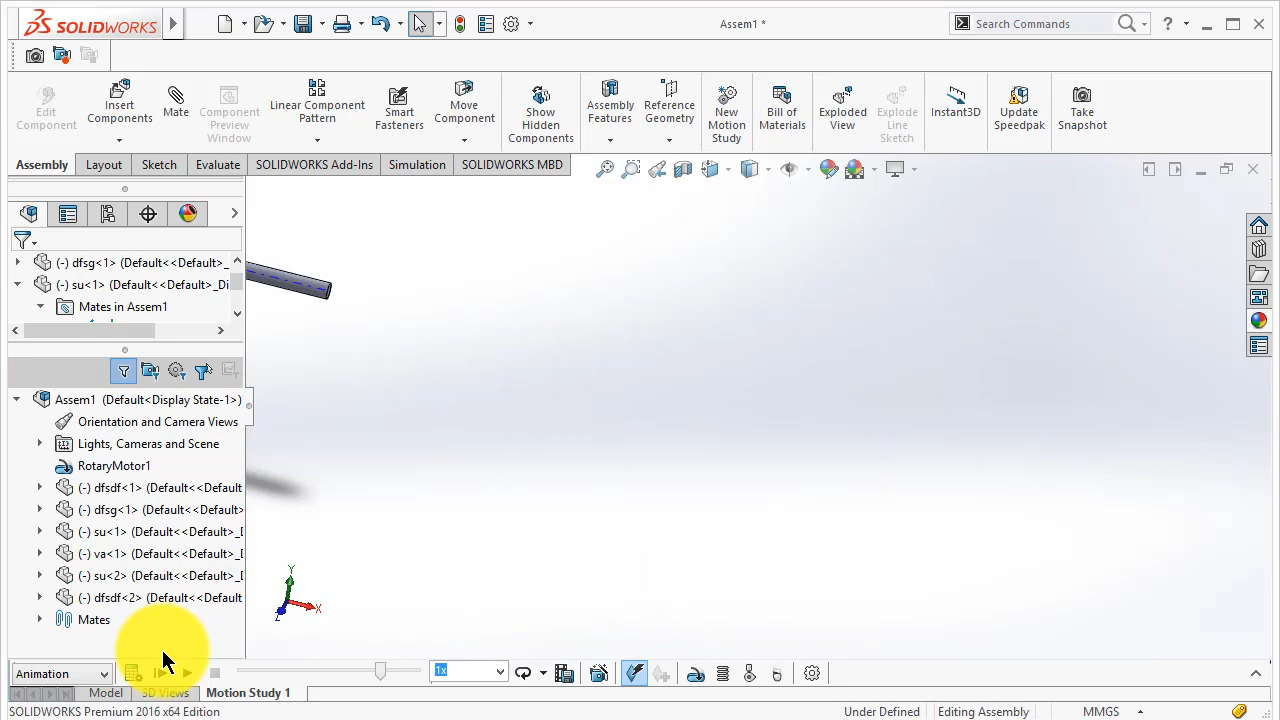 SOLIDWORKS
Assem1 *
Search Commands
?
Edit Component
Insert Components
Mate
Component Preview Window
Linear Component Pattern
Smart Fasteners
Move Component
Show Hidden Components
Assembly Features
Reference Geometry
New Motion Study
Bill of Materials
Exploded View
Explode Line Sketch
Instant3D
Update Speedpak
Take Snapshot
Assembly
Layout
Sketch
Evaluate
SOLIDWORKS Add-Ins
Simulation
SOLIDWORKS MBD
(-) dfsg<1> (Default<<Default>_
(-) su<1> (Default<<Default>_Di
Mates in Assem1
Assem1 (Default<Display State-1>)
Orientation and Camera Views
Lights, Cameras and Scene
RotaryMotor1
(-) dfsdf<1> (Default<<Default
(-) dfsg<1> (Default<<Default>
(-) su<1> (Default<<Default>_D
(-) va<1> (Default<<Default>_D
(-) su<2> (Default<<Default>_D
(-) dfsdf<2> (Default<<Default
Mates
Y
X
Z
Animation
1x
Model
3D Views
Motion Study 1
SOLIDWORKS Premium 2016 x64 Edition
Under Defined
Editing Assembly
MMGS